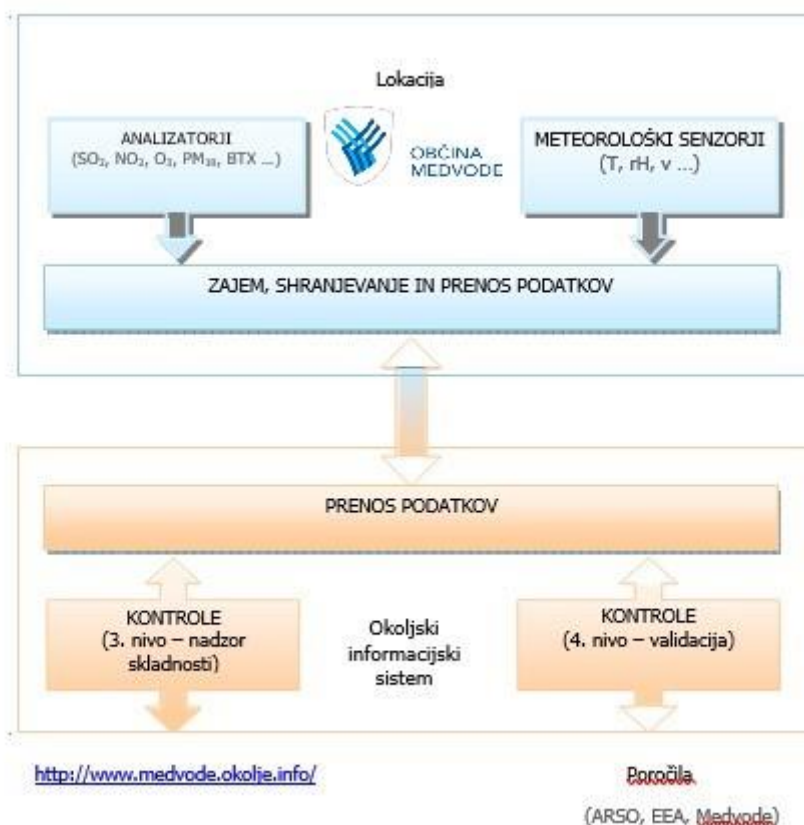 Lokacija
ANALIZATORJI
(SO₂, NO₂, O₃, PM₁₀, BTX ...)
OBČINA
MEDVODE
METEOROLOŠKI SENZORJI
(T, rH, v ...)
ZAJEM, SHRANJEVANJE IN PRENOS PODATKOV
PRENOS PODATKOV
KONTROLE
(3. nivo – nadzor
skladnosti)
Okoljski
informacijski
sistem
KONTROLE
(4. nivo – validacija)
http://www.medvode.okolje.info/
Poročila
(ARSO, EEA, Medvode)